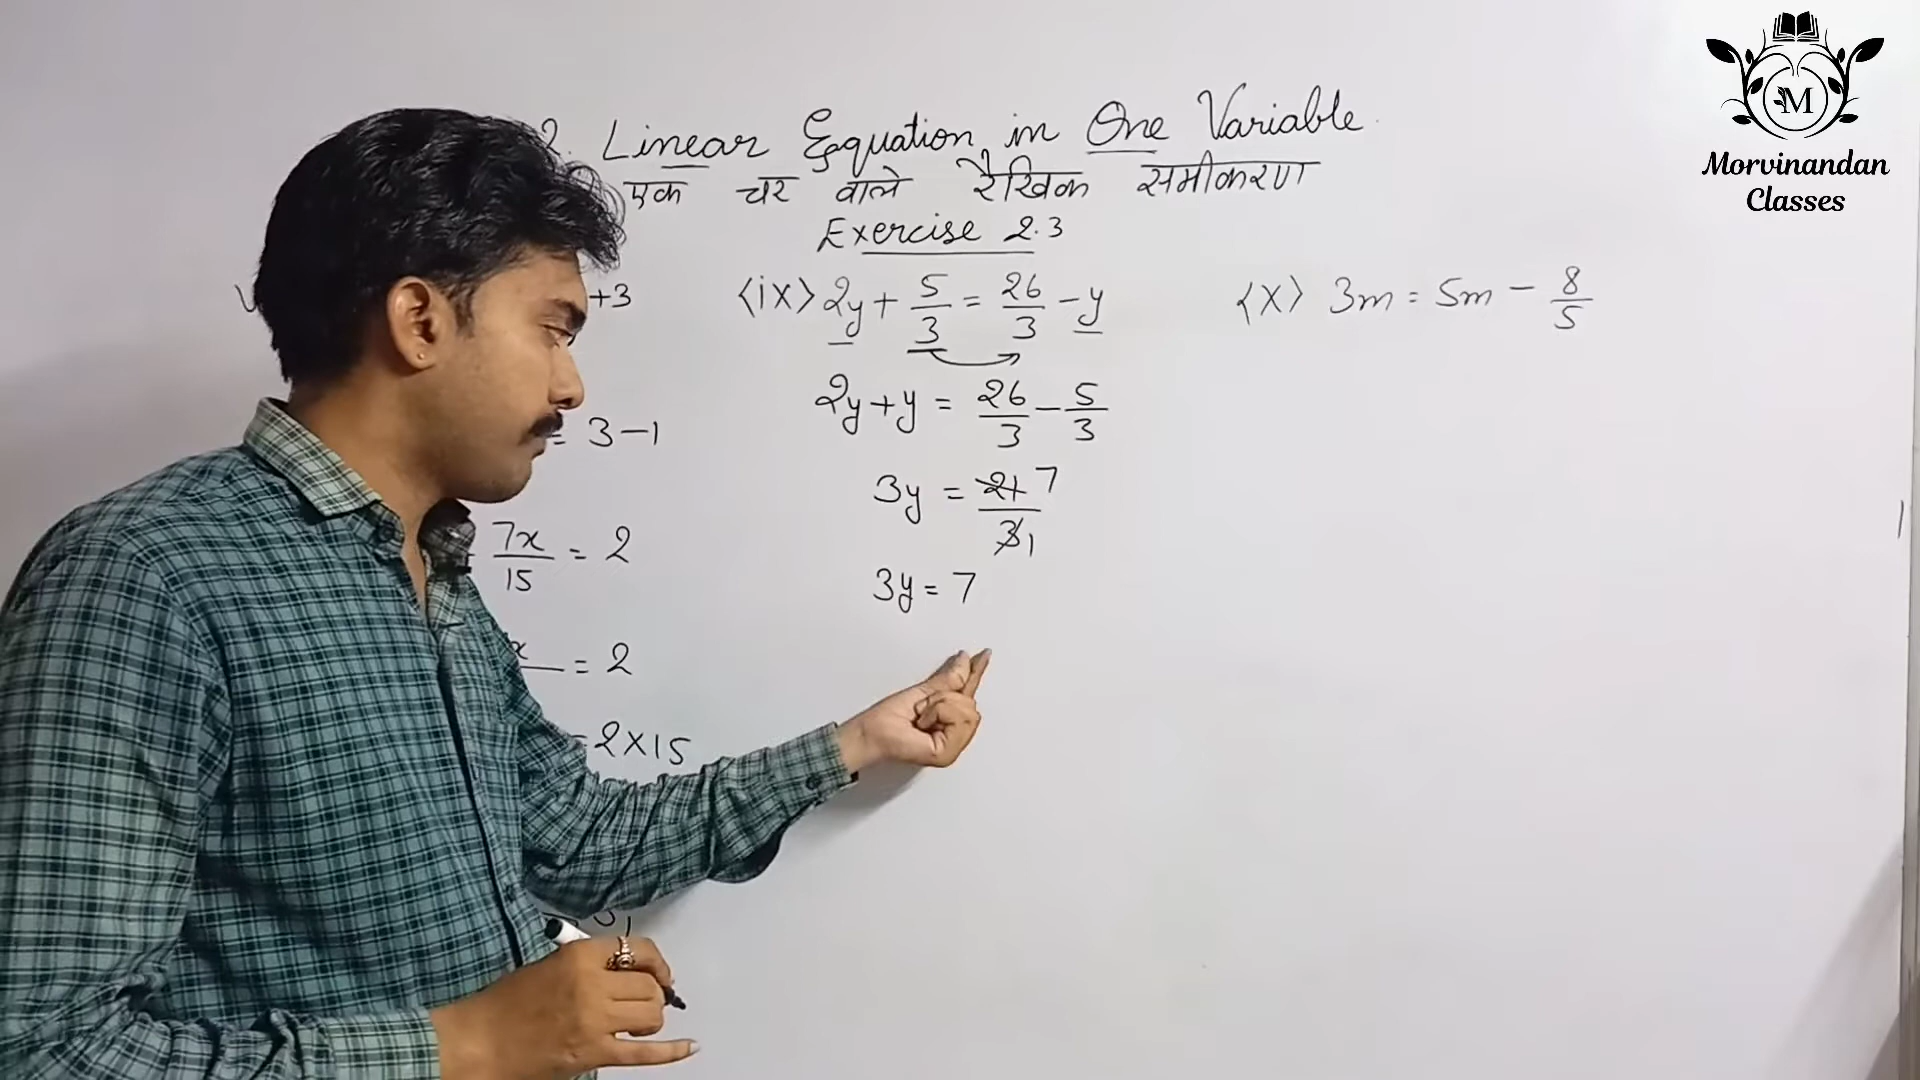 2. Linear Equation in One Variable
एक चर वाले रैखिक समीकरण
Exercise 2.3
+3
= 3-1
7x/15 = 2
x = 2
= 2×15
(ix) 2y + 5/3 = 26/3 - y
2y+y = 26/3 - 5/3
3y = 21 7/3 1
3y = 7
(x) 3m = 5m - 8/5
M
Morvinandan
Classes